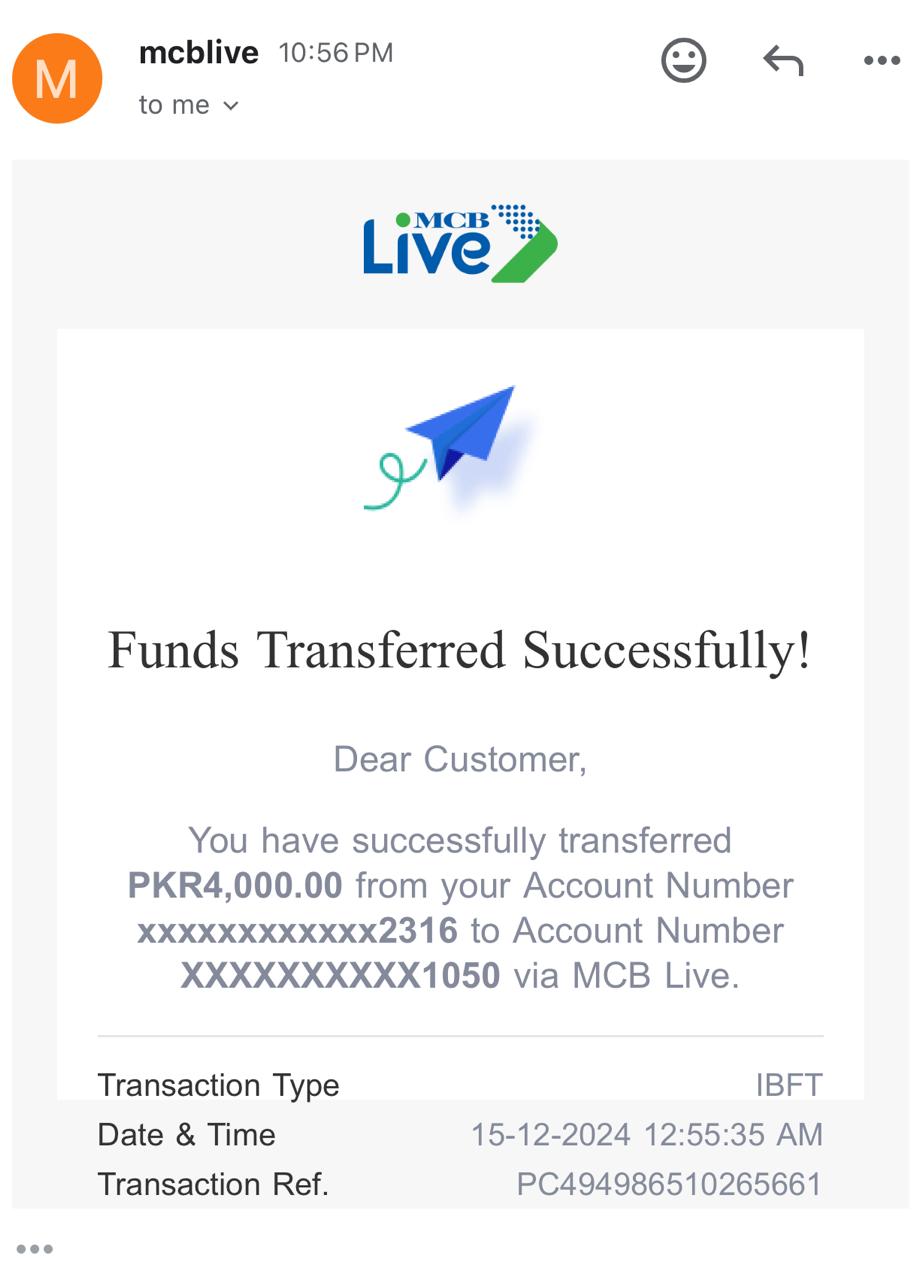 M
mcblive 10:56 PM
to me
MCB
Live
Funds Transferred Successfully!
Dear Customer,
You have successfully transferred
PKR4,000.00 from your Account Number
xxxxxxxxxxxx2316 to Account Number
XXXXXXXXXX1050 via MCB Live.
Transaction Type IBFT
Date & Time 15-12-2024 12:55:35 AM
Transaction Ref. PC494986510265661